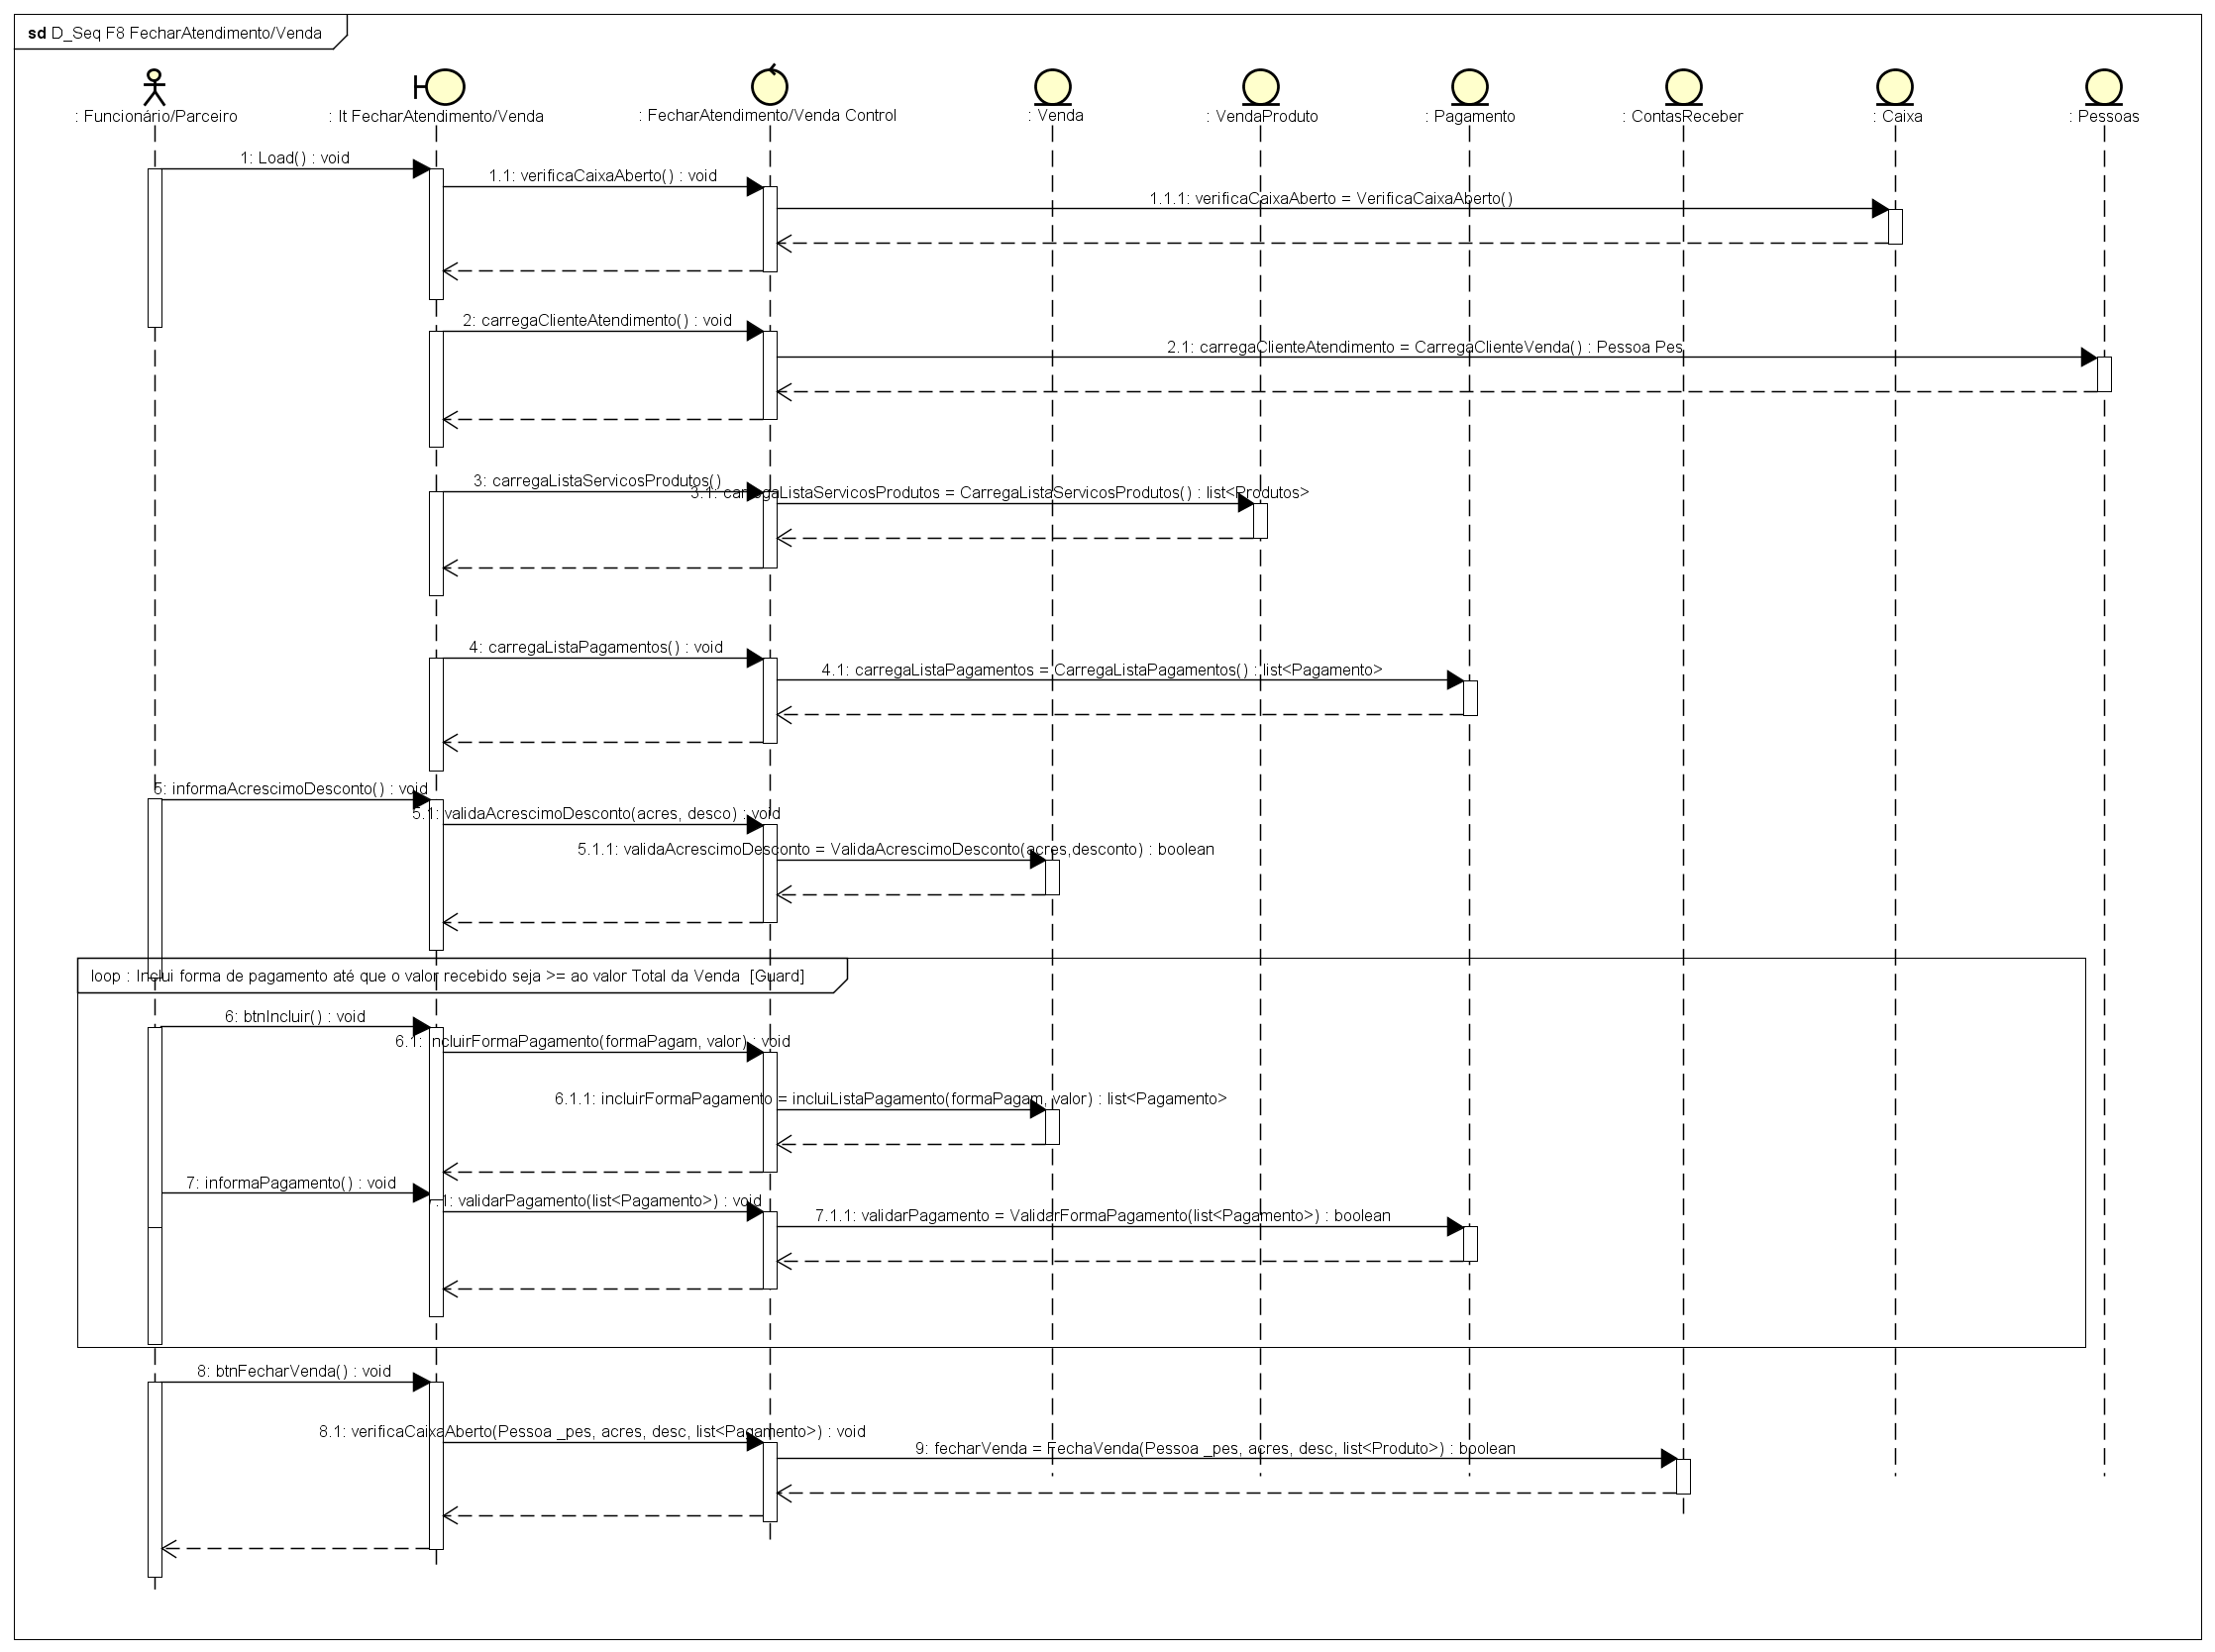 sd D_Seq F8 FecharAtendimento/Venda
: Funcionário/Parceiro
: It FecharAtendimento/Venda
: FecharAtendimento/Venda Control
: Venda
: VendaProduto
: Pagamento
: ContasReceber
: Caixa
: Pessoas
1: Load() : void
1.1: verificaCaixaAberto() : void
1.1.1: verificaCaixaAberto = VerificaCaixaAberto()
2: carregaClienteAtendimento() : void
2.1: carregaClienteAtendimento = CarregaClienteVenda() : Pessoa Pes
3: carregaListaServicosProdutos()
3.1: carregaListaServicosProdutos = CarregaListaServicosProdutos() : list<Produtos>
4: carregaListaPagamentos() : void
4.1: carregaListaPagamentos = CarregaListaPagamentos() : list<Pagamento>
5: informaAcrescimoDesconto() : void
5.1: validaAcrescimoDesconto(acres, desco) : void
5.1.1: validaAcrescimoDesconto = ValidaAcrescimoDesconto(acres,desconto) : boolean
loop : Inclui forma de pagamento até que o valor recebido seja >= ao valor Total da Venda [Guard]
6: btnIncluir() : void
6.1: incluirFormaPagamento(formaPagam, valor) : void
6.1.1: incluirFormaPagamento = incluiListaPagamento(formaPagam, valor) : list<Pagamento>
7: informaPagamento() : void
7.1: validarPagamento(list<Pagamento>) : void
7.1.1: validarPagamento = ValidarFormaPagamento(list<Pagamento>) : boolean
8: btnFecharVenda() : void
8.1: verificaCaixaAberto(Pessoa _pes, acres, desc, list<Pagamento>) : void
9: fecharVenda = FechaVenda(Pessoa _pes, acres, desc, list<Produto>) : boolean